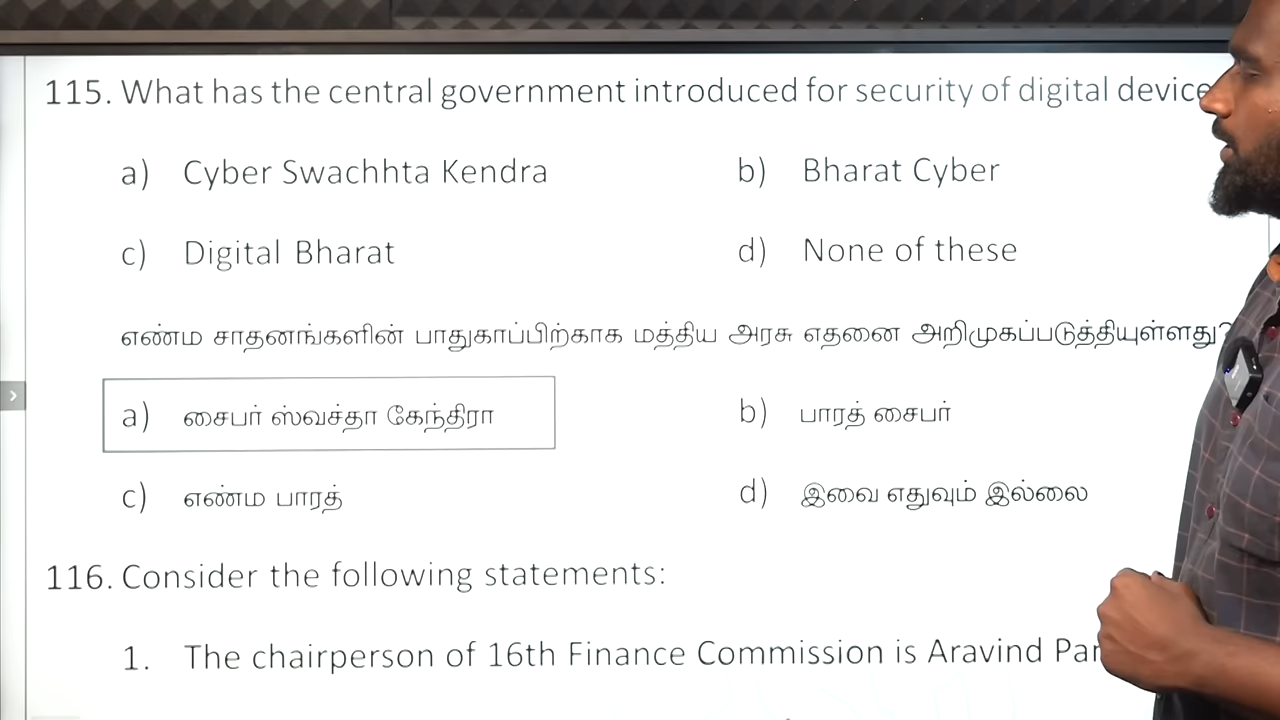 115. What has the central government introduced for security of digital device
a) Cyber Swachhta Kendra b) Bharat Cyber
c) Digital Bharat d) None of these
எண்ம சாதனங்களின் பாதுகாப்பிற்காக மத்திய அரசு எதனை அறிமுகப்படுத்தியுள்ளது?
a) சைபர் ஸ்வச்தா கேந்திரா b) பாரத் சைபர்
c) எண்ம பாரத் d) இவை எதுவும் இல்லை
116. Consider the following statements:
1. The chairperson of 16th Finance Commission is Aravind